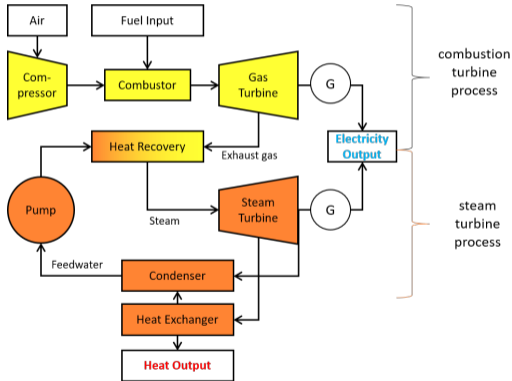 Air
Fuel Input
Com-
pressor
Combustor
Gas
Turbine
G
combustion
turbine
process
Electricity
Output
Heat Recovery
Exhaust gas
Pump
Steam
Steam
Turbine
G
steam
turbine
process
Feedwater
Condenser
Heat Exchanger
Heat Output